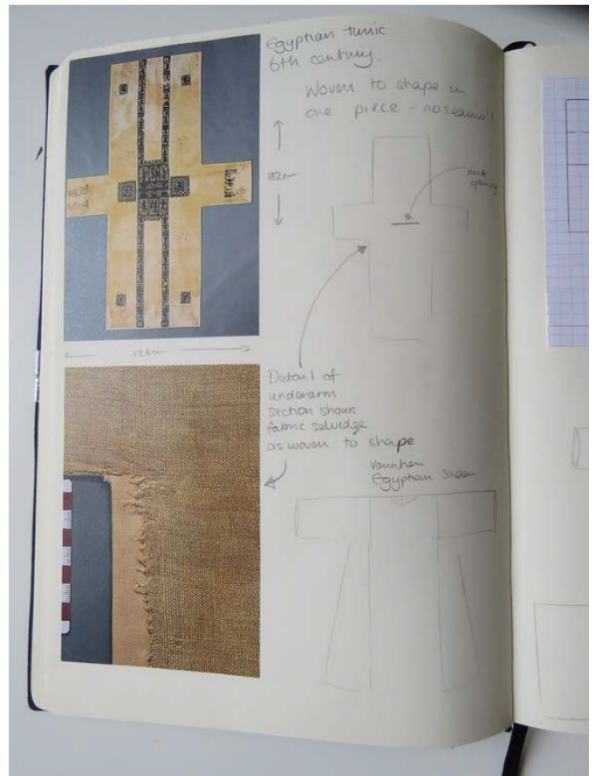 Egyptian tunic
6th century.
Woven to shape in
one piece - no seams!
182cm
neck
opening
Detail of
underarm
section shows
fabric selvedge
as woven to shape
Egyptian